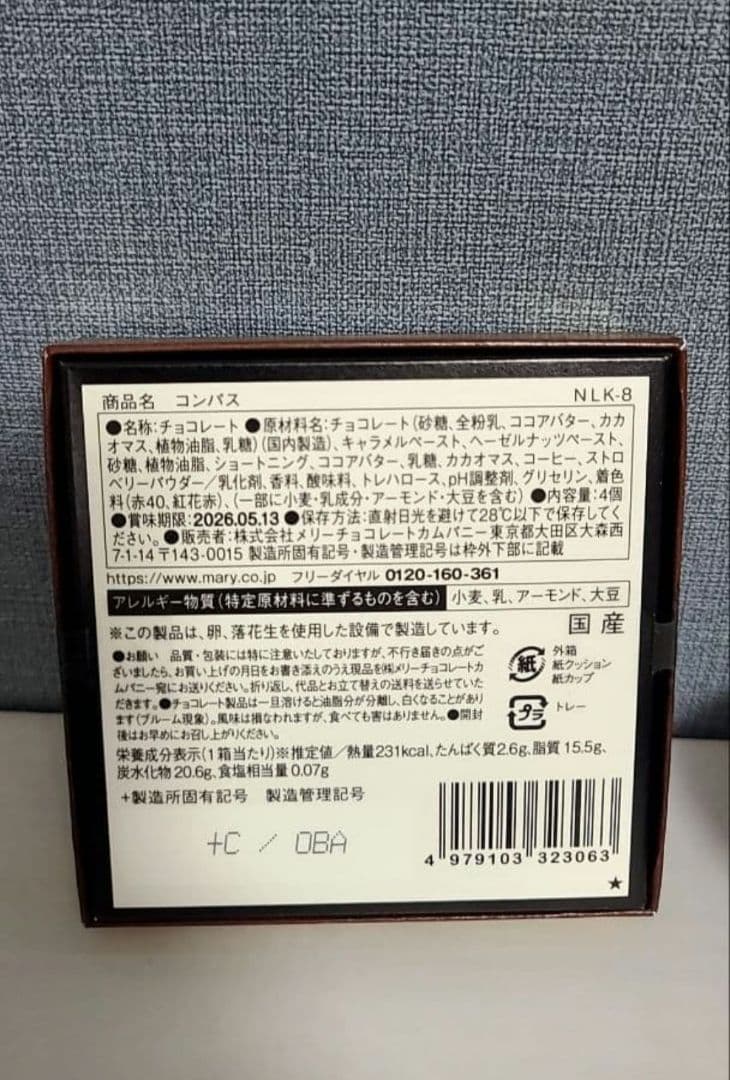 商品名 コンパス NLK-8
●名称:チョコレート ●原材料名:チョコレート(砂糖、全粉乳、ココアバター、カカ
オマス、植物油脂、乳糖)(国内製造)、キャラメルペースト、ヘーゼルナッツペースト、
砂糖、植物油脂、ショートニング、ココアバター、乳糖、カカオマス、コーヒー、ストロ
ベリーパウダー/乳化剤、香料、酸味料、トレハロース、pH調整剤、グリセリン、着色
料(赤40、紅花赤)、(一部に小麦・乳成分・アーモンド・大豆を含む) ●内容量:4個
●賞味期限:2026.05.13 ●保存方法:直射日光を避けて28℃以下で保存してく
ださい。●販売者:株式会社メリーチョコレートカムパニー 東京都大田区大森西
7-1-14 〒143-0015 製造所固有記号・製造管理記号は枠外下部に記載
https://www.mary.co.jp フリーダイヤル 0120-160-361
アレルギー物質(特定原材料に準ずるものを含む) 小麦、乳、アーモンド、大豆
※この製品は、卵、落花生を使用した設備で製造しています。 国産
●お願い 品質・包装には特に注意いたしておりますが、不行き届きの点がご
ざいましたら、お買い上げの月日をお書き添えのうえ現品を(株)メリーチョコレートカ
ムパニー宛にお送りください。折り返し、代品とお立て替えの送料を送らせていた
だきます。●チョコレート製品は一旦溶けると油脂分が分離し、白くなることがあり
ます(ブルーム現象)。風味は損なわれますが、食べても害はありません。●開封
後はお早めにお召し上がりください。
紙 外箱
紙クッション
紙カップ
プラ トレー
栄養成分表示(1箱当たり)※推定値/熱量231kcal、たんぱく質2.6g、脂質15.5g、
炭水化物20.6g、食塩相当量0.07g
+製造所固有記号 製造管理記号
+C / OBA
4 979103 323063
★